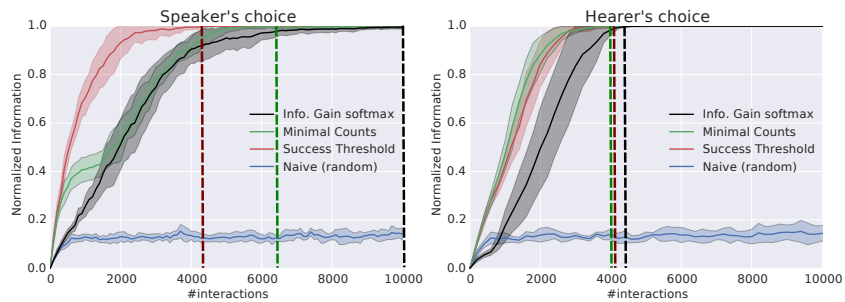 Speaker's choice
Normalized Information
1.0
0.8
0.6
0.4
0.2
0.0
Info. Gain softmax
Minimal Counts
Success Threshold
Naive (random)
0 2000 4000 6000 8000 10000
#interactions
Hearer's choice
Normalized Information
1.0
0.8
0.6
0.4
0.2
0.0
Info. Gain softmax
Minimal Counts
Success Threshold
Naive (random)
0 2000 4000 6000 8000 10000
#interactions